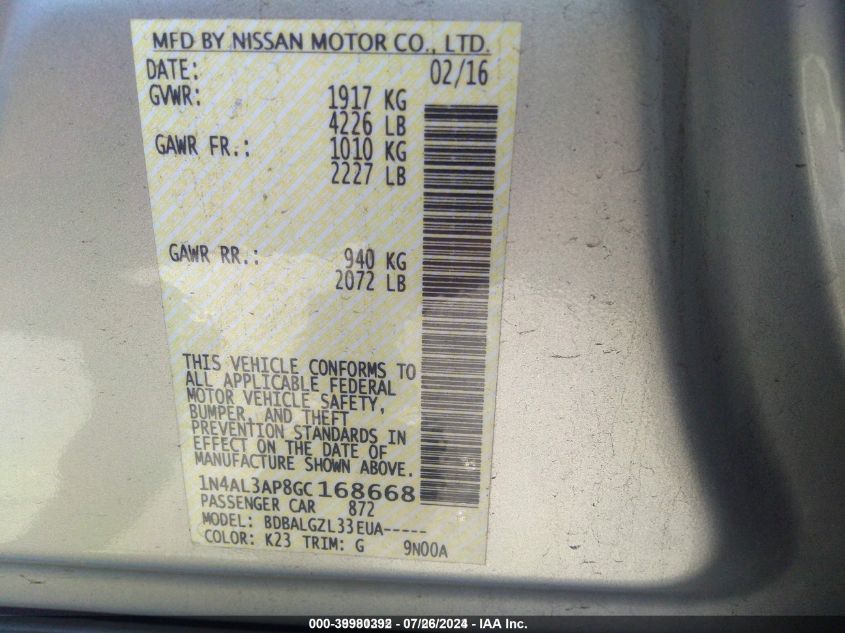 MFD BY NISSAN MOTOR CO., LTD.
DATE: 02/16
GVWR: 1917 KG
4226 LB
GAWR FR.: 1010 KG
2227 LB
GAWR RR.: 940 KG
2072 LB
THIS VEHICLE CONFORMS TO
ALL APPLICABLE FEDERAL
MOTOR VEHICLE SAFETY,
BUMPER, AND THEFT
PREVENTION STANDARDS IN
EFFECT ON THE DATE OF
MANUFACTURE SHOWN ABOVE.
1N4AL3AP8GC168668
PASSENGER CAR 872
MODEL: BDBALGZL33EUA-----
COLOR: K23 TRIM: G 9N00A
000-39980392 - 07/26/2024 - IAA Inc.